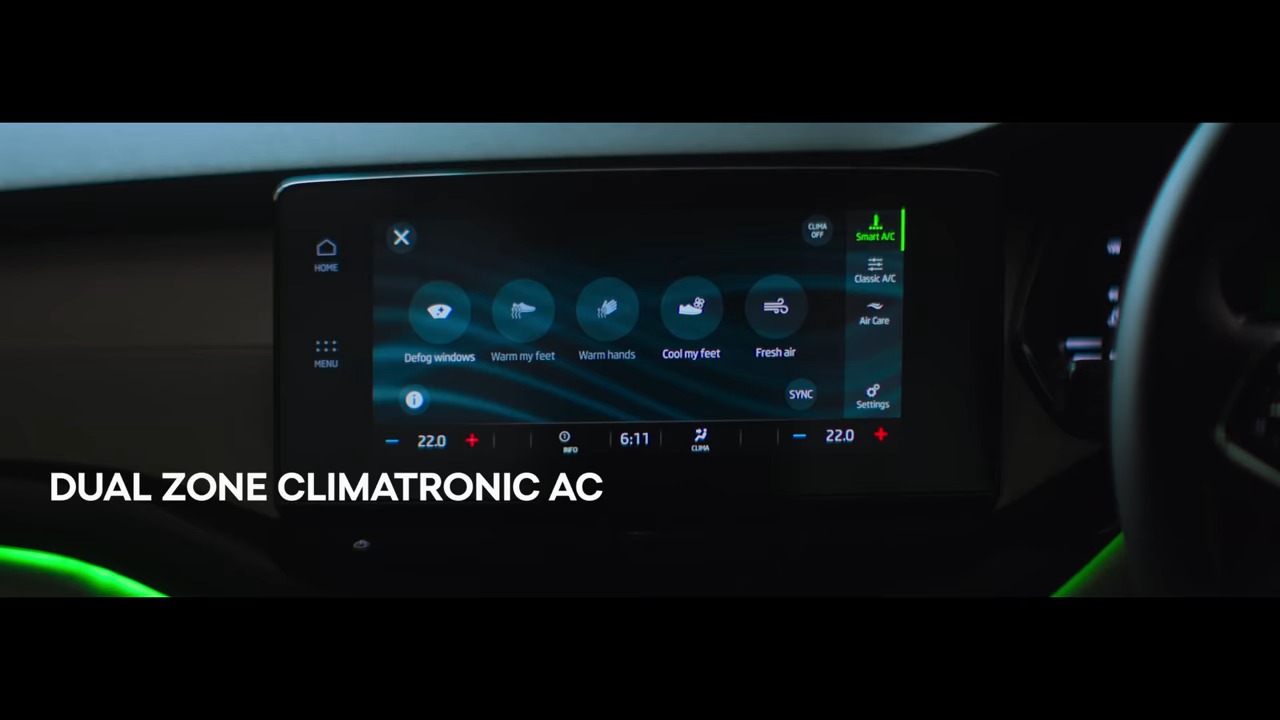 CLIMA
OFF
Smart A/C
HOME
Classic A/C
Air Care
Defog windows
Warm my feet
Warm hands
Cool my feet
Fresh air
MENU
i
SYNC
Settings
22.0
INFO
6:11
CLIMA
22.0
DUAL ZONE CLIMATRONIC AC